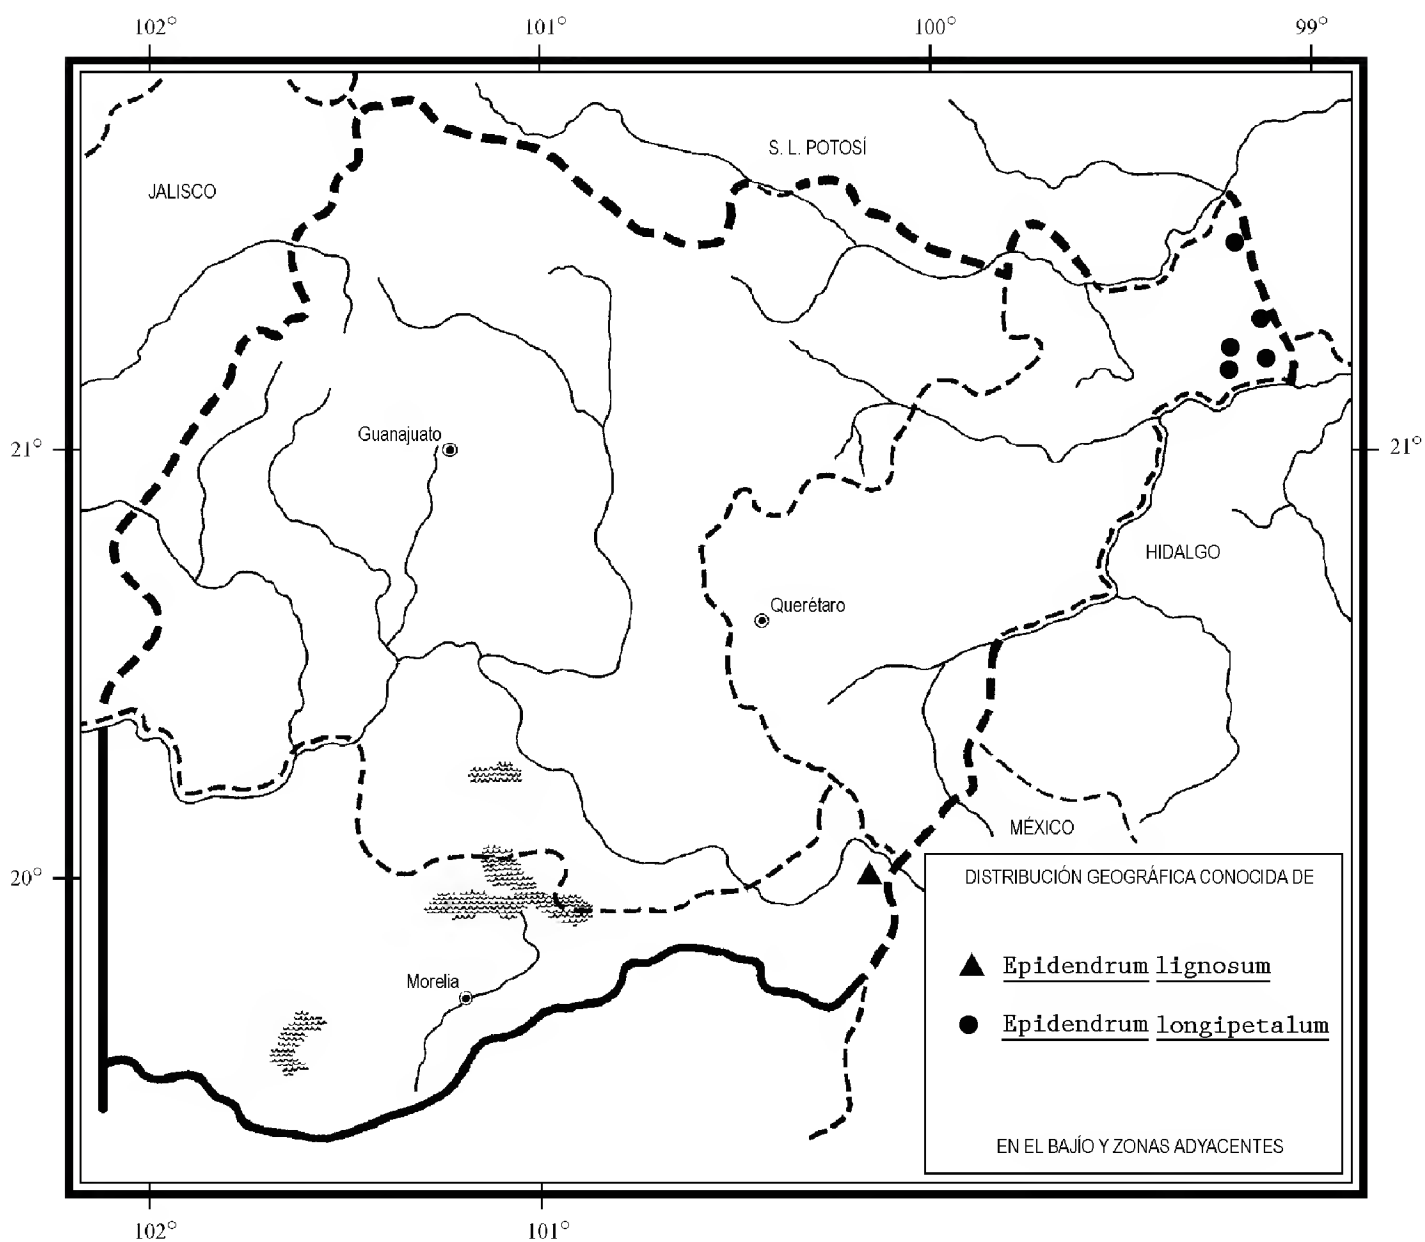 102° 101° 100° 99°
S. L. POTOSÍ
JALISCO
Guanajuato
21° 21°
HIDALGO
Querétaro
MÉXICO
20°
DISTRIBUCIÓN GEOGRÁFICA CONOCIDA DE
Epidendrum lignosum
Morelia
Epidendrum longipetalum
EN EL BAJÍO Y ZONAS ADYACENTES
102° 101°